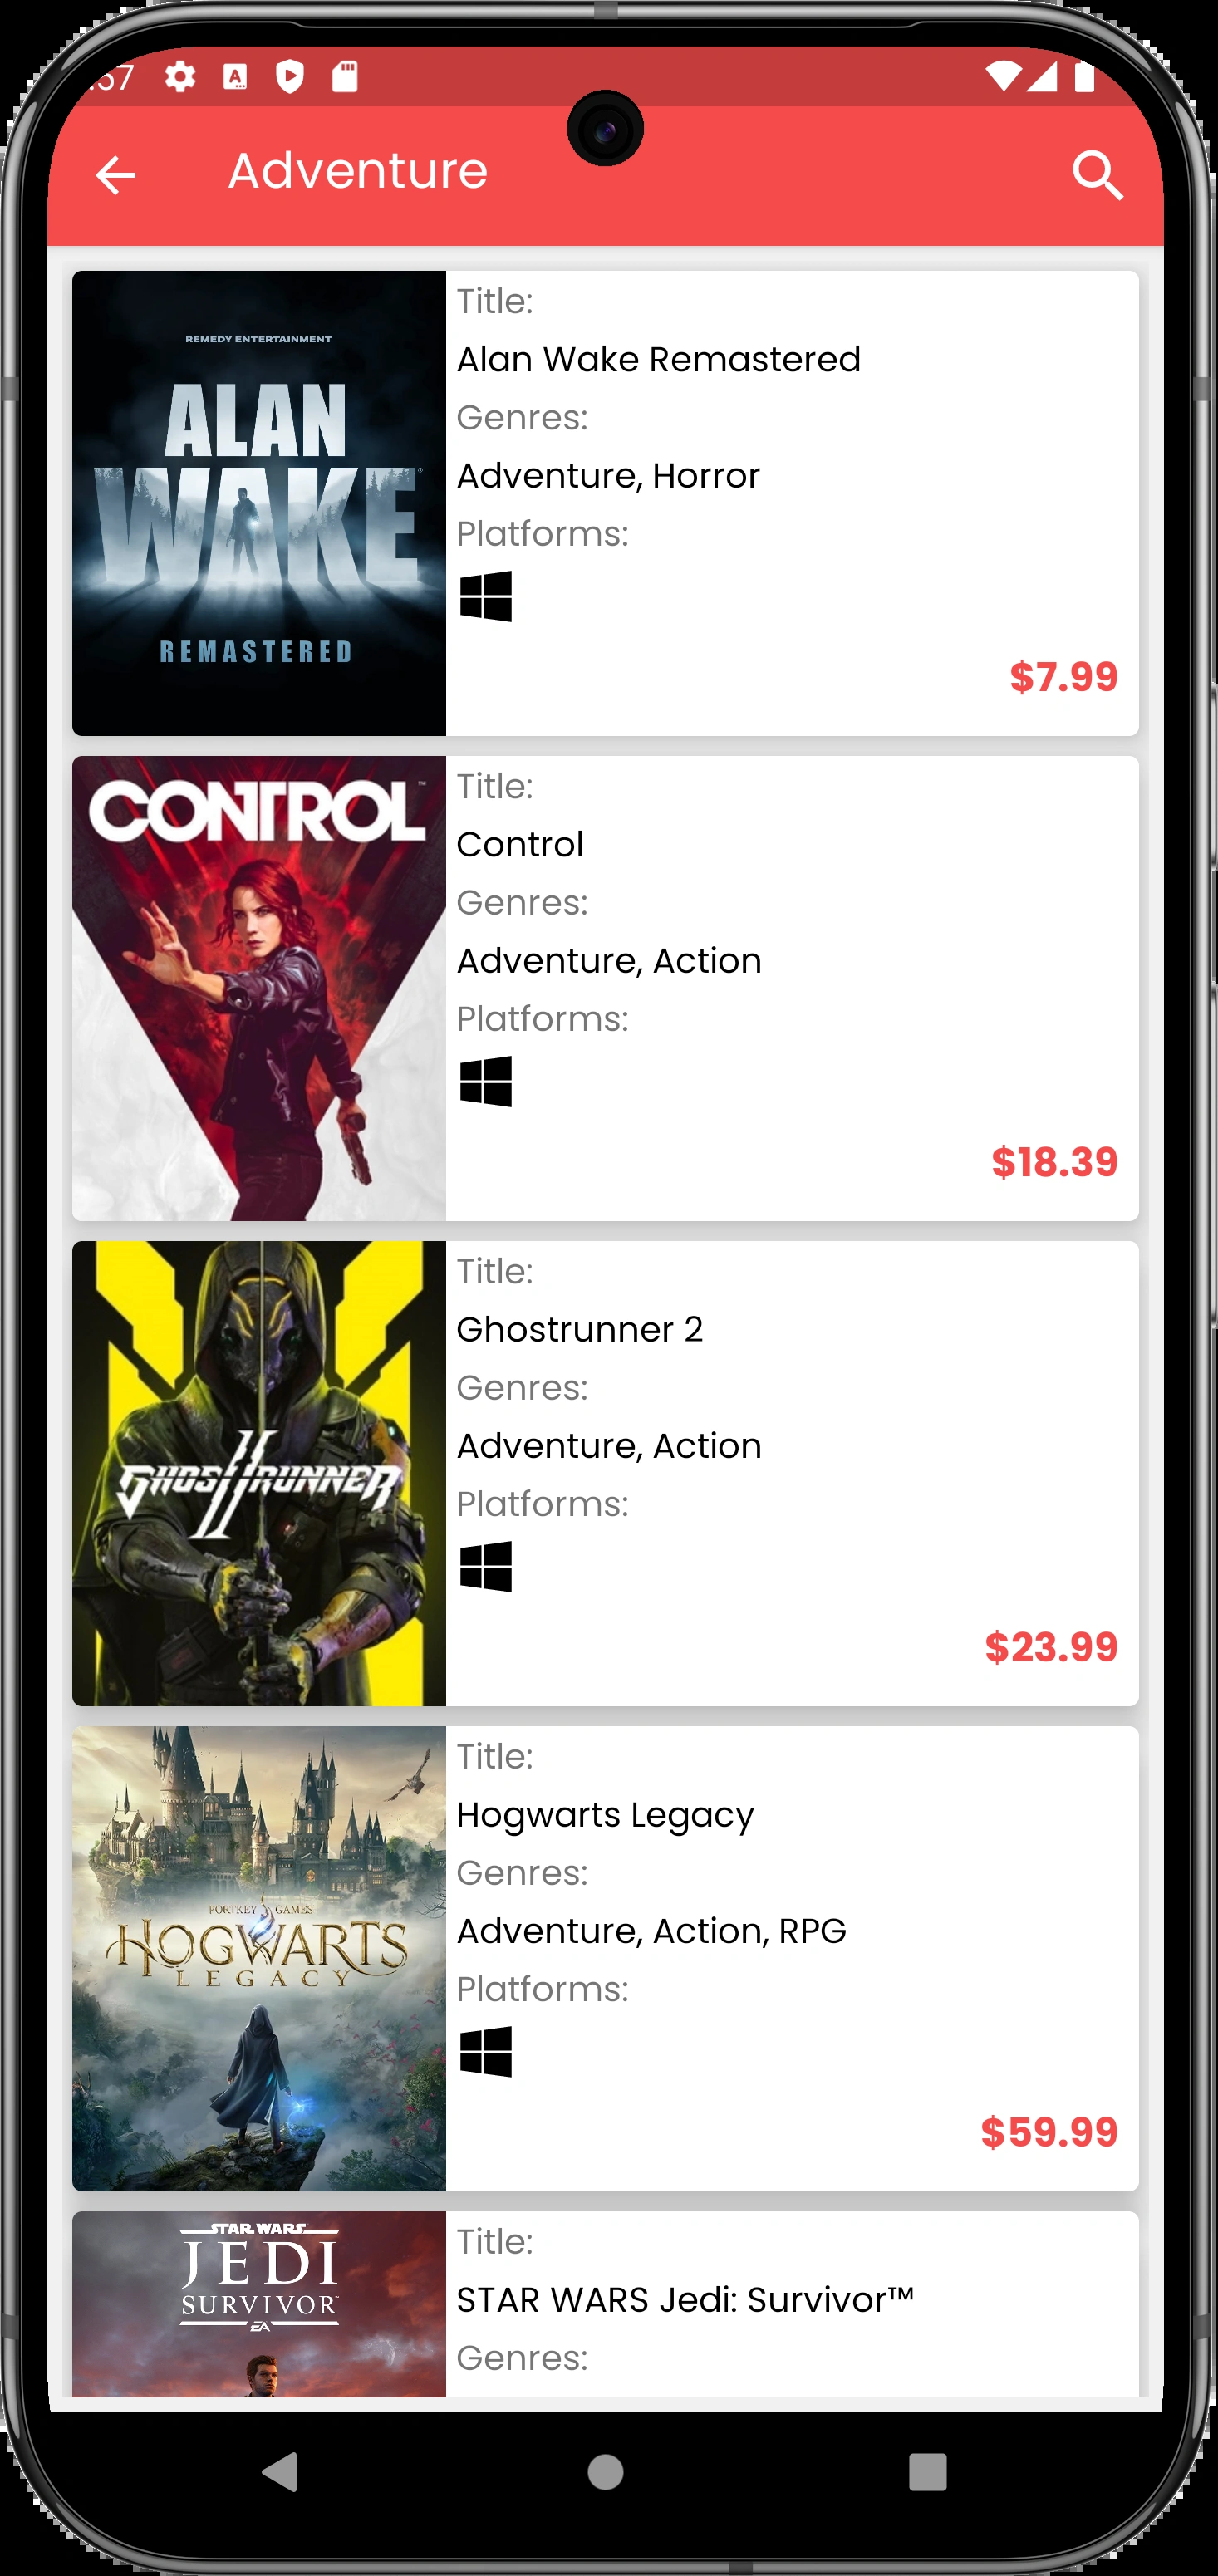 :57
Adventure
REMEDY ENTERTAINMENT
ALAN
WAKE
REMASTERED
Title:
Alan Wake Remastered
Genres:
Adventure, Horror
Platforms:
$7.99
CONTROL™
Title:
Control
Genres:
Adventure, Action
Platforms:
$18.39
GHOSTRUNNER
II
Title:
Ghostrunner 2
Genres:
Adventure, Action
Platforms:
$23.99
PORTKEY GAMES
HOGWARTS
LEGACY
Title:
Hogwarts Legacy
Genres:
Adventure, Action, RPG
Platforms:
$59.99
STAR WARS
JEDI
SURVIVOR
EA
Title:
STAR WARS Jedi: Survivor™
Genres: